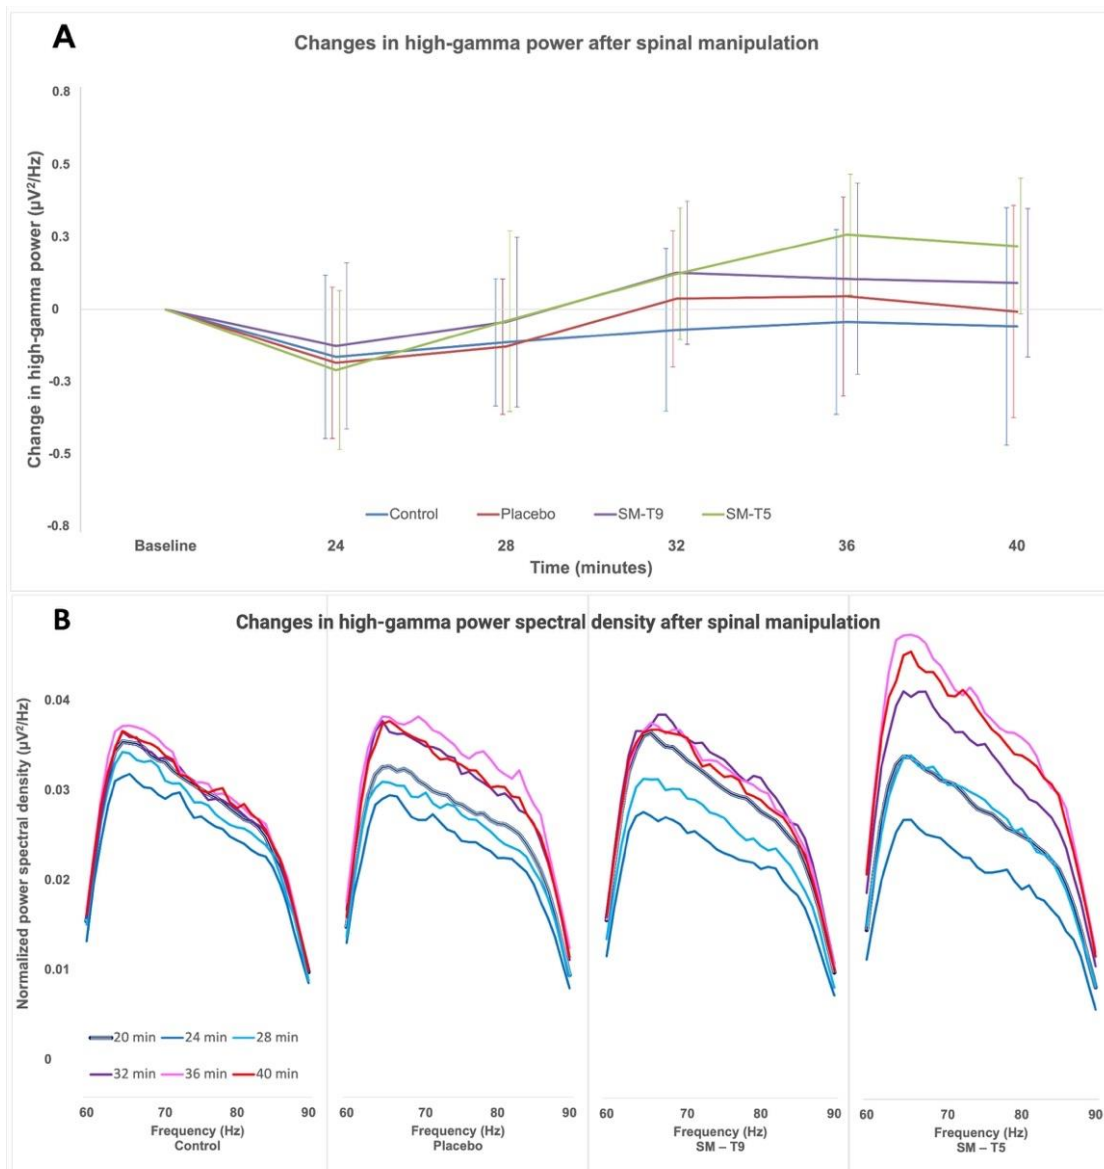 A
Changes in high-gamma power after spinal manipulation
Change in high-gamma power (µV²/Hz)
0.8
0.5
0.3
0
-0.3
-0.5
-0.8
Control Placebo SM-T9 SM-T5
Baseline 24 28 32 36 40
Time (minutes)
B
Changes in high-gamma power spectral density after spinal manipulation
Normalized power spectral density (µV²/Hz)
0.04
0.03
0.02
0.01
0
20 min 24 min 28 min
32 min 36 min 40 min
60 70 80 90 60 70 80 90 60 70 80 90 60 70 80 90
Frequency (Hz) Frequency (Hz) Frequency (Hz) Frequency (Hz)
Control Placebo SM – T9 SM – T5